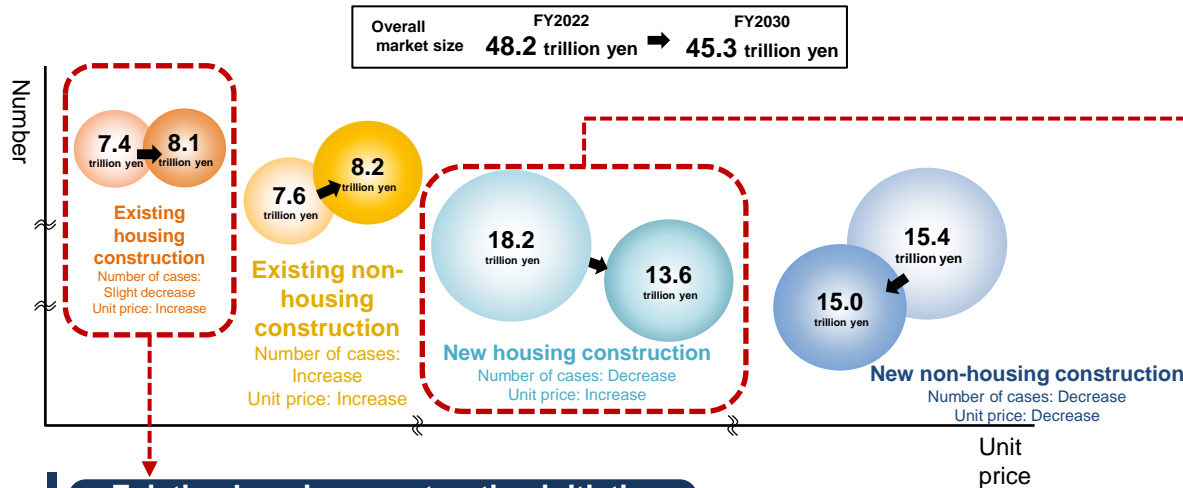 Overall
market size
FY2022
48.2 trillion yen
FY2030
45.3 trillion yen
Number
7.4
trillion yen
8.1
trillion yen
Existing
housing
construction
Number of cases:
Slight decrease
Unit price: Increase
7.6
trillion yen
8.2
trillion yen
Existing non-
housing
construction
Number of cases:
Increase
Unit price: Increase
18.2
trillion yen
13.6
trillion yen
New housing construction
Number of cases: Decrease
Unit price: Increase
15.4
trillion yen
15.0
trillion yen
New non-housing construction
Number of cases: Decrease
Unit price: Decrease
Unit
price